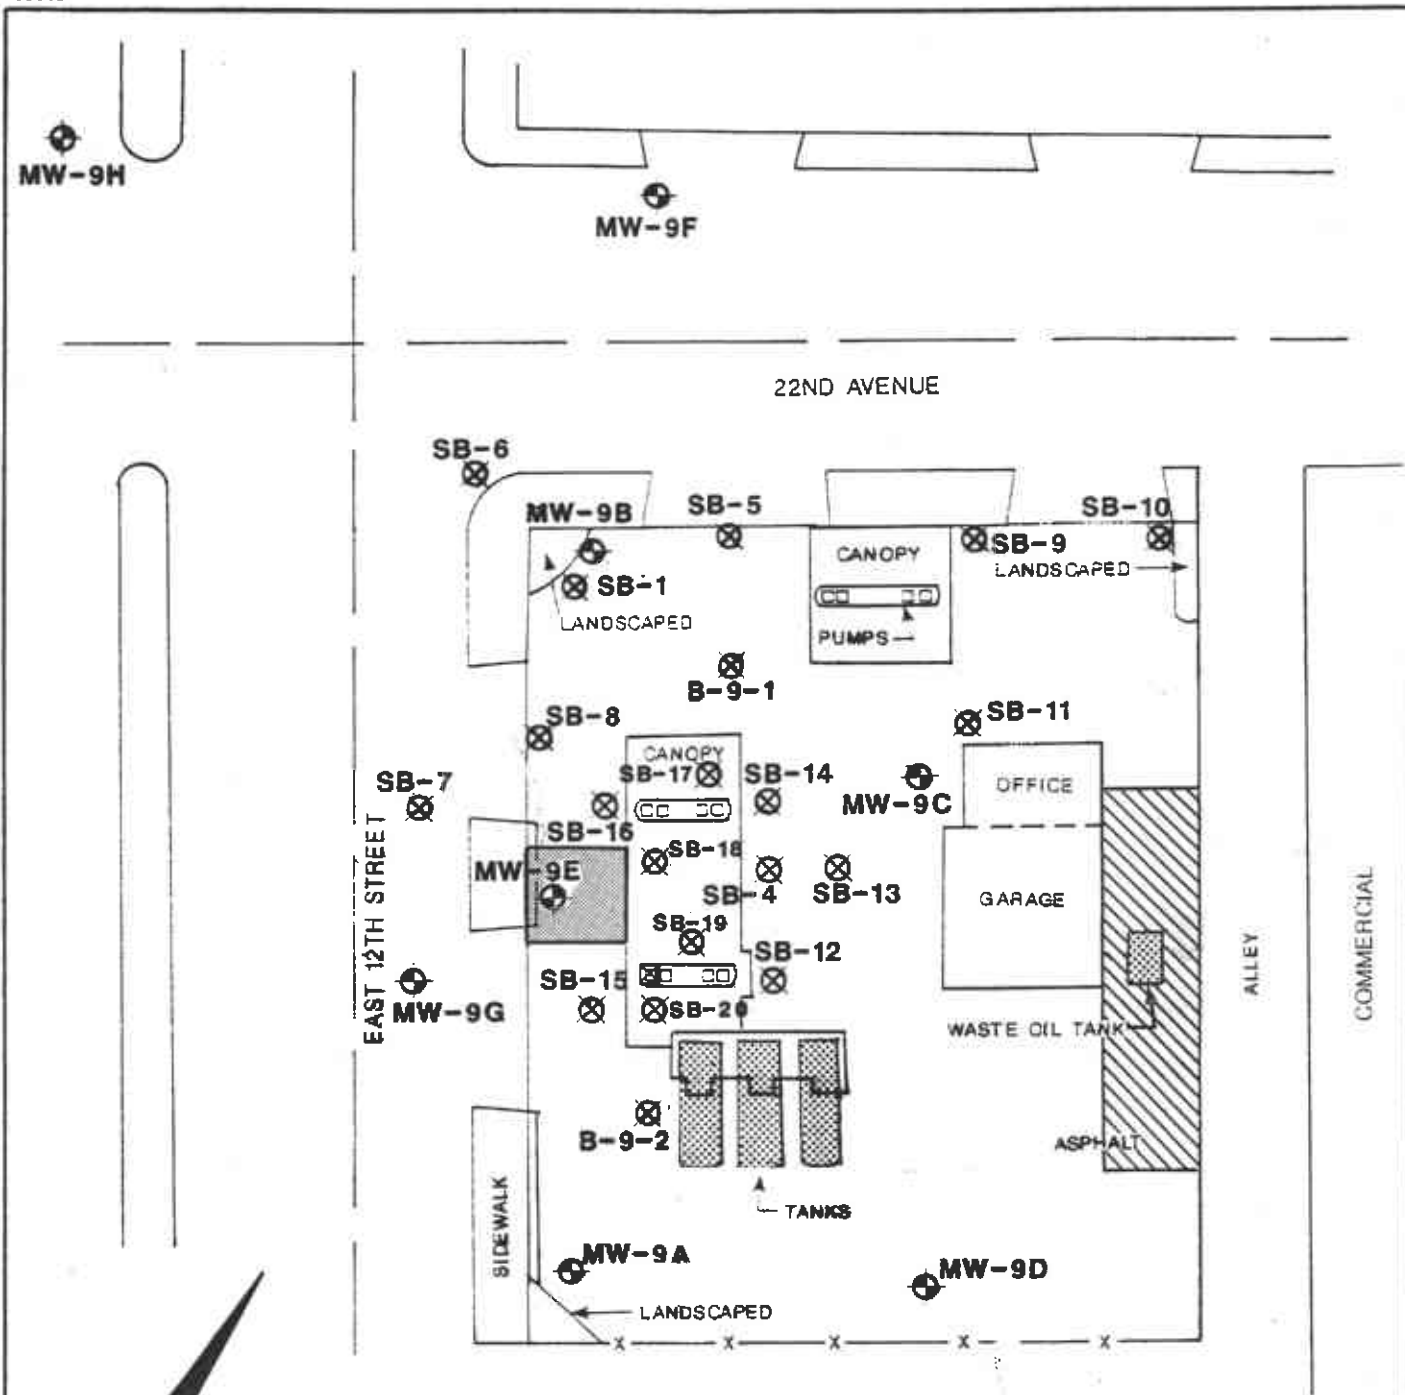 MW-9H
MW-9F
22ND AVENUE
SB-6
MW-9B
SB-5
SB-10
CANOPY
SB-9
LANDSCAPED
SB-1
LANDSCAPED
PUMPS
B-9-1
SB-8
SB-11
CANOPY
SB-17
SB-14
SB-7
OFFICE
MW-9C
SB-16
SB-18
MW-9E
SB-4
SB-13
GARAGE
EAST 12TH STREET
SB-19
SB-12
SB-15
MW-9G
SB-20
WASTE OIL TANK
ALLEY
COMMERCIAL
B-9-2
ASPHALT
TANKS
SIDEWALK
MW-9A
MW-9D
LANDSCAPED